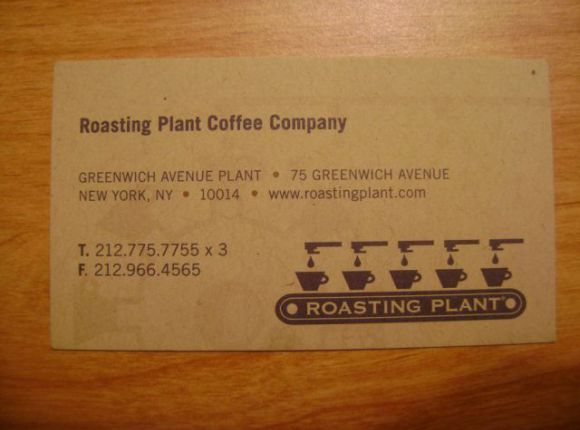 Roasting Plant Coffee Company
GREENWICH AVENUE PLANT • 75 GREENWICH AVENUE
NEW YORK, NY • 10014 • www.roastingplant.com
T. 212.775.7755 x 3
F. 212.966.4565
ROASTING PLANT